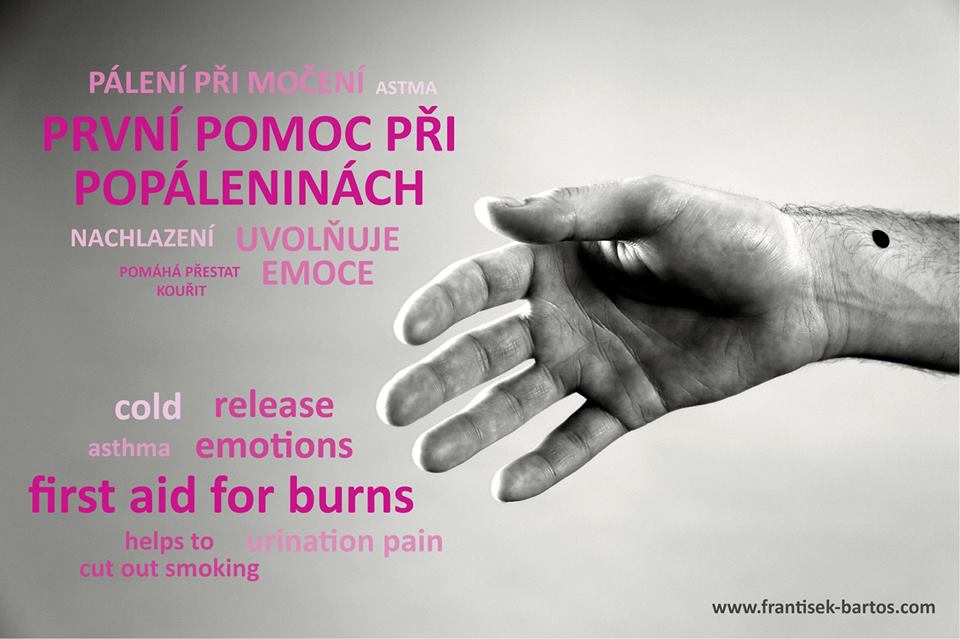 PÁLENÍ PŘI MOČENÍ ASTMA
PRVNÍ POMOC PŘI
POPÁLENINÁCH
NACHLAZENÍ UVOLŇUJE
POMÁHÁ PŘESTAT EMOCE
KOUŘIT
cold release
asthma emotions
first aid for burns
helps to urination pain
cut out smoking
www.frantisek-bartos.com